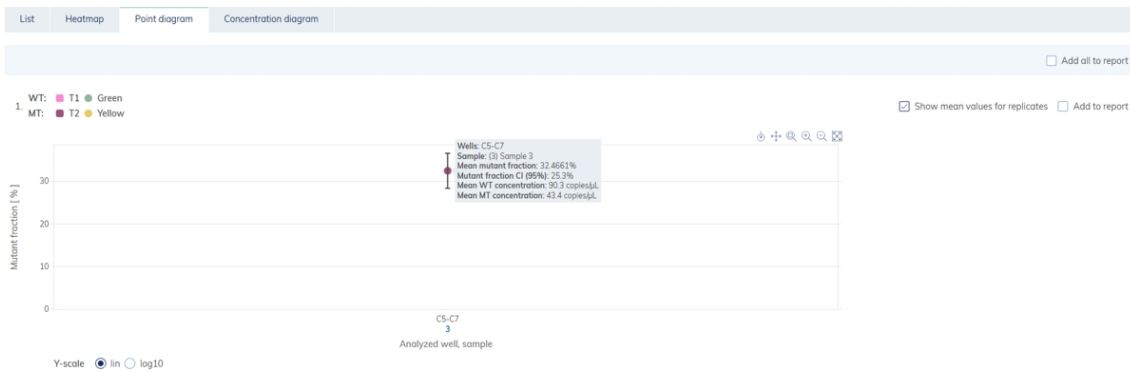 List Heatmap Point diagram Concentration diagram
Add all to report
1. WT: T1 Green
MT: T2 Yellow
Show mean values for replicates Add to report
Wells: C5-C7
Sample: (3) Sample 3
Mean mutant fraction: 32.4661%
Mutant fraction CI (95%): 25.3%
Mean WT concentration: 90.3 copies/µL
Mean MT concentration: 43.4 copies/µL
Mutant fraction [ % ]
30
20
10
0
C5-C7
3
Analyzed well, sample
Y-scale lin log10